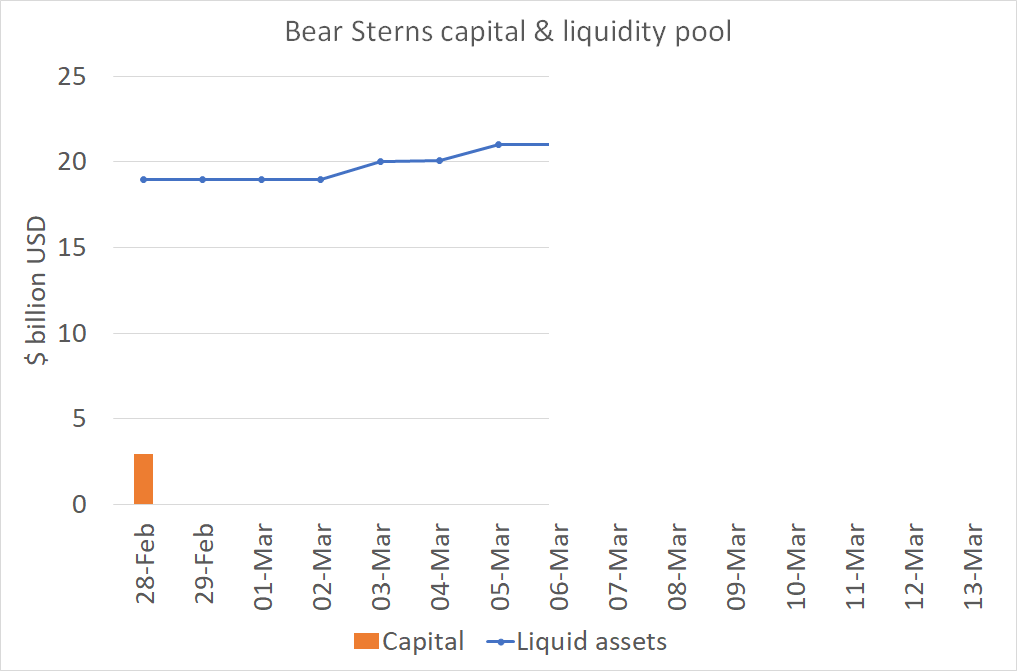 Bear Sterns capital & liquidity pool
25
20
15
10
5
0
$ billion USD
28-Feb
29-Feb
01-Mar
02-Mar
03-Mar
04-Mar
05-Mar
06-Mar
07-Mar
08-Mar
09-Mar
10-Mar
11-Mar
12-Mar
13-Mar
Capital Liquid assets